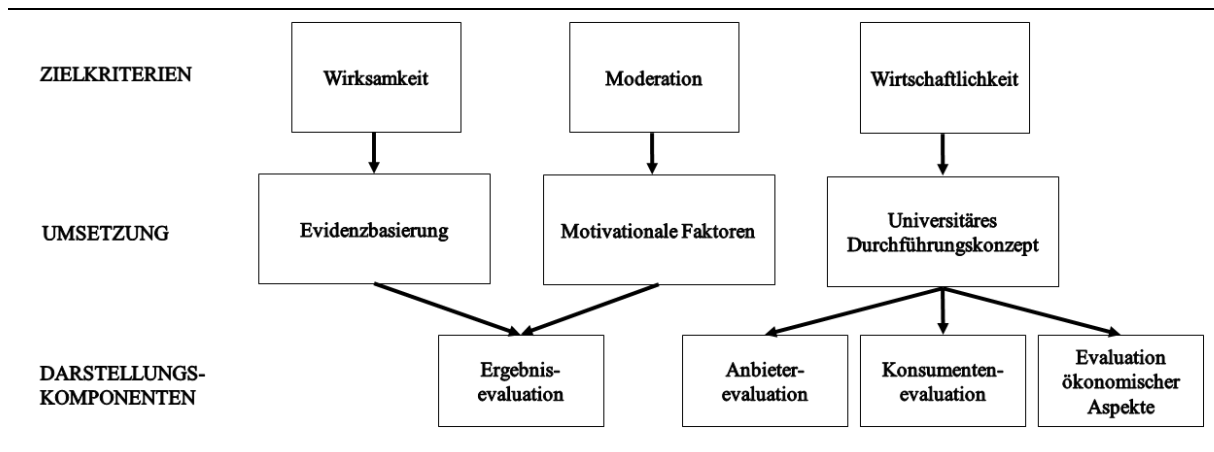 ZIELKRITERIEN
Wirksamkeit
Moderation
Wirtschaftlichkeit
UMSETZUNG
Evidenzbasierung
Motivationale Faktoren
Universitäres
Durchführungskonzept
DARSTELLUNGS-
KOMPONENTEN
Ergebnis-
evaluation
Anbieter-
evaluation
Konsumenten-
evaluation
Evaluation
ökonomischer
Aspekte